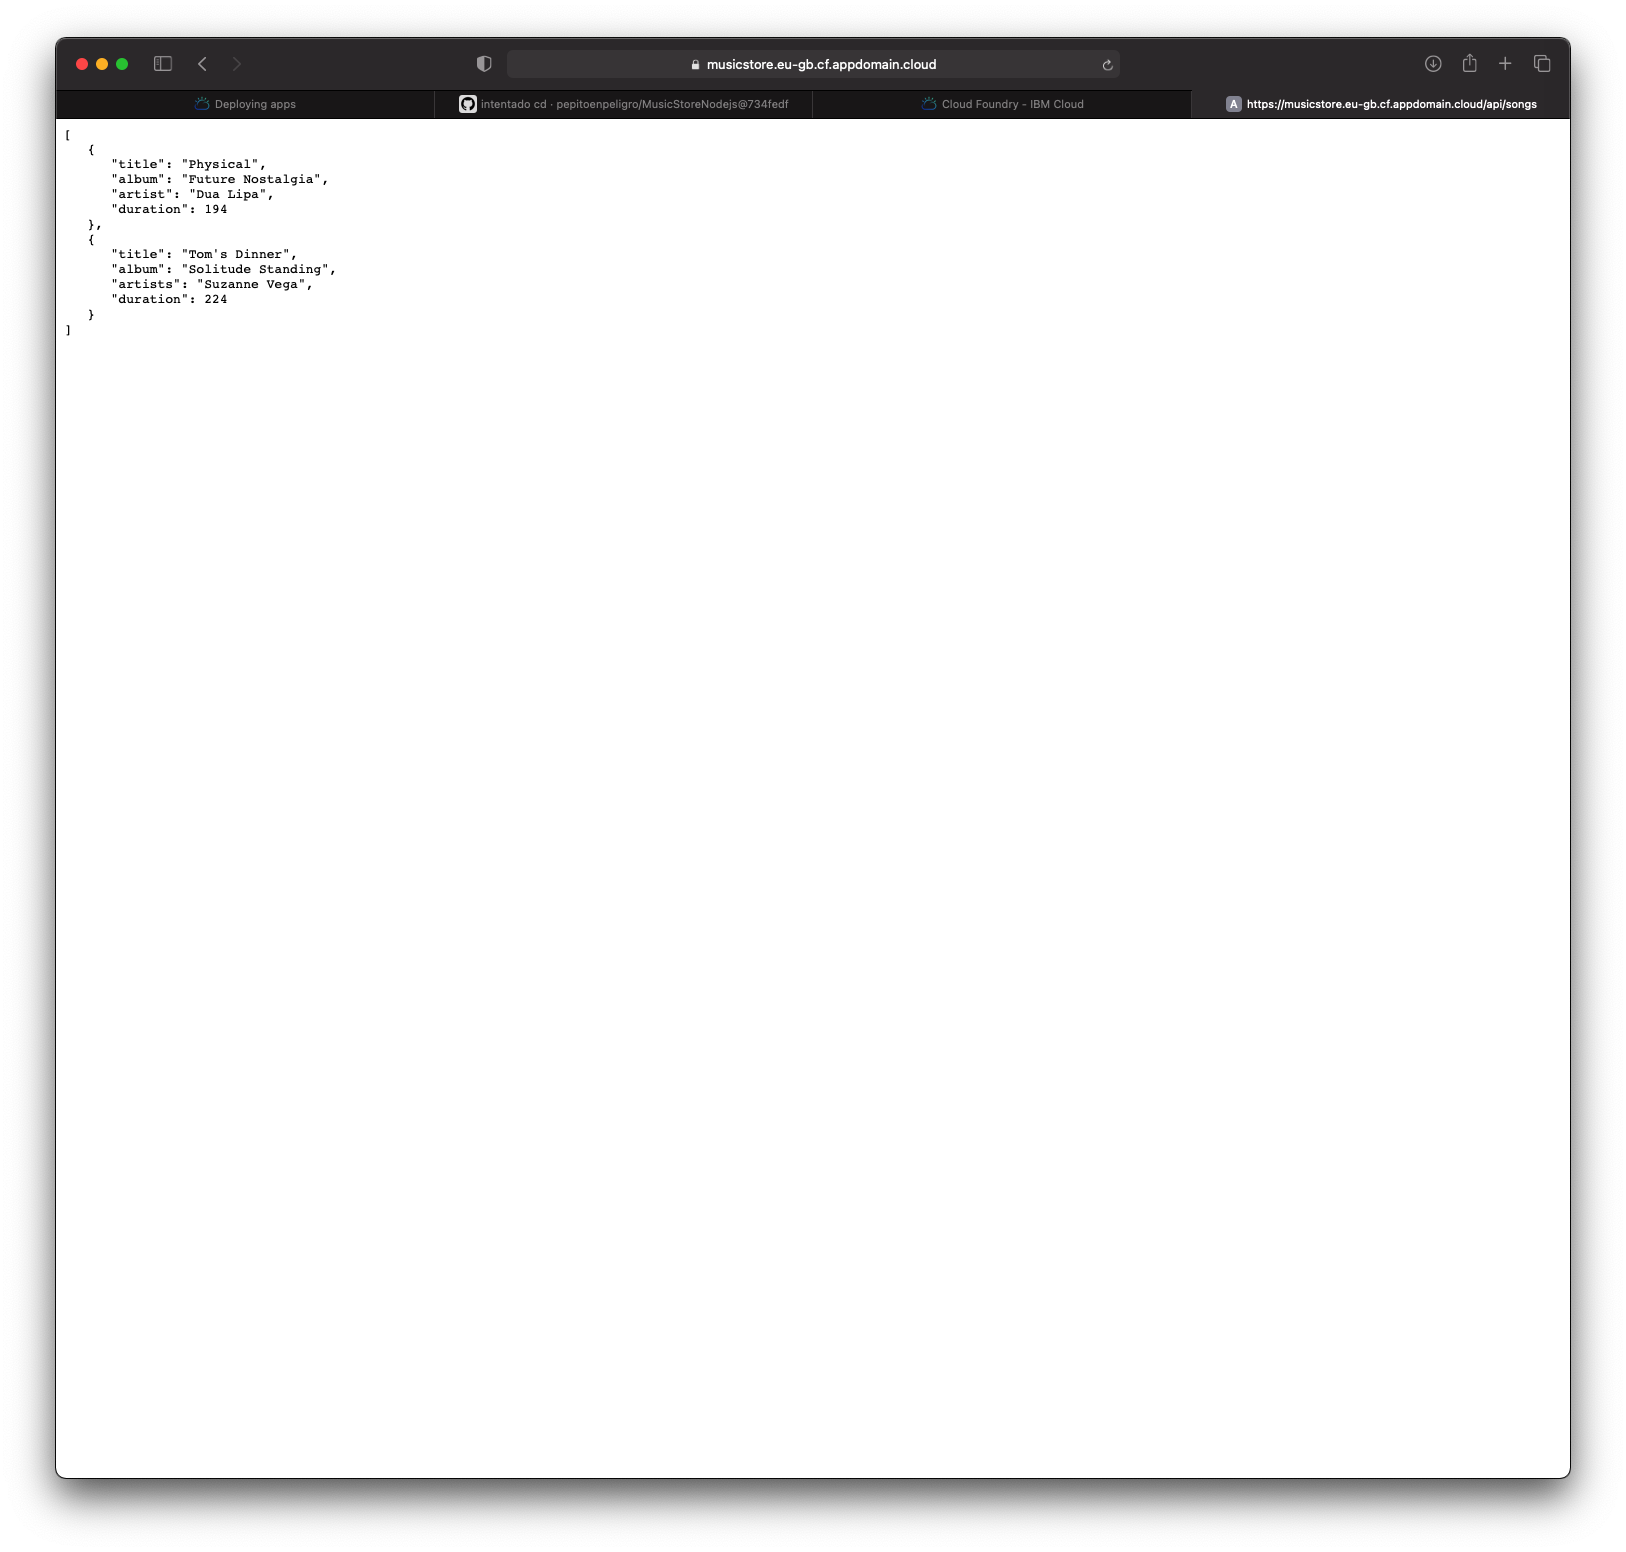 musicstore.eu-gb.cf.appdomain.cloud
Deploying apps
intentado cd · pepitoenpeligro/MusicStoreNodejs@734fedf
Cloud Foundry - IBM Cloud
A https://musicstore.eu-gb.cf.appdomain.cloud/api/songs
[
{
"title": "Physical",
"album": "Future Nostalgia",
"artist": "Dua Lipa",
"duration": 194
},
{
"title": "Tom's Dinner",
"album": "Solitude Standing",
"artists": "Suzanne Vega",
"duration": 224
}
]